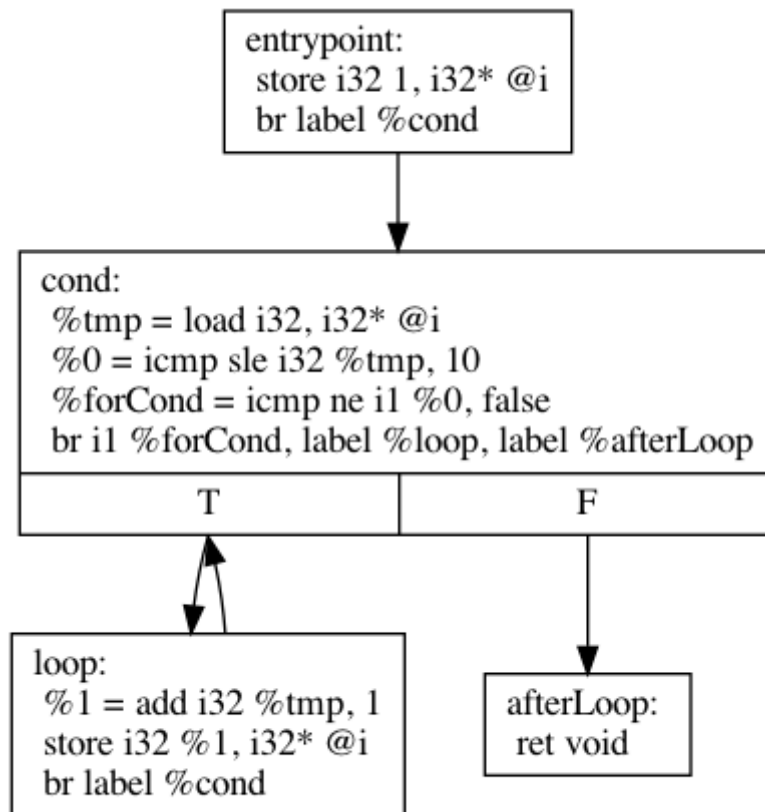 entrypoint:
store i32 1, i32* @i
br label %cond
cond:
%tmp = load i32, i32* @i
%0 = icmp sle i32 %tmp, 10
%forCond = icmp ne i1 %0, false
br i1 %forCond, label %loop, label %afterLoop
T
F
loop:
%1 = add i32 %tmp, 1
store i32 %1, i32* @i
br label %cond
afterLoop:
ret void